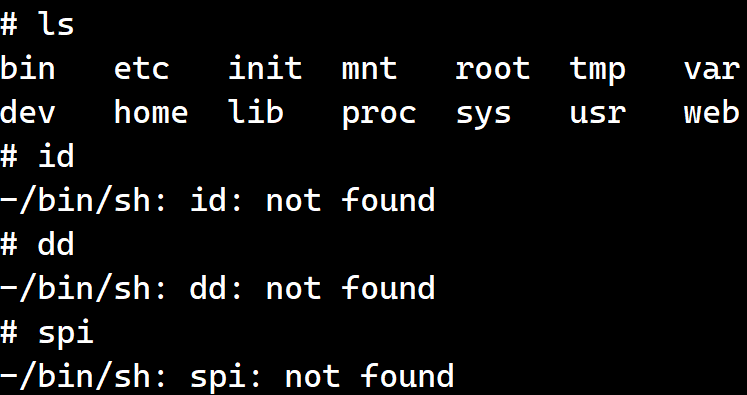 # ls
bin   etc   init  mnt   root  tmp   var
dev   home  lib   proc  sys   usr   web
# id
-/bin/sh: id: not found
# dd
-/bin/sh: dd: not found
# spi
-/bin/sh: spi: not found